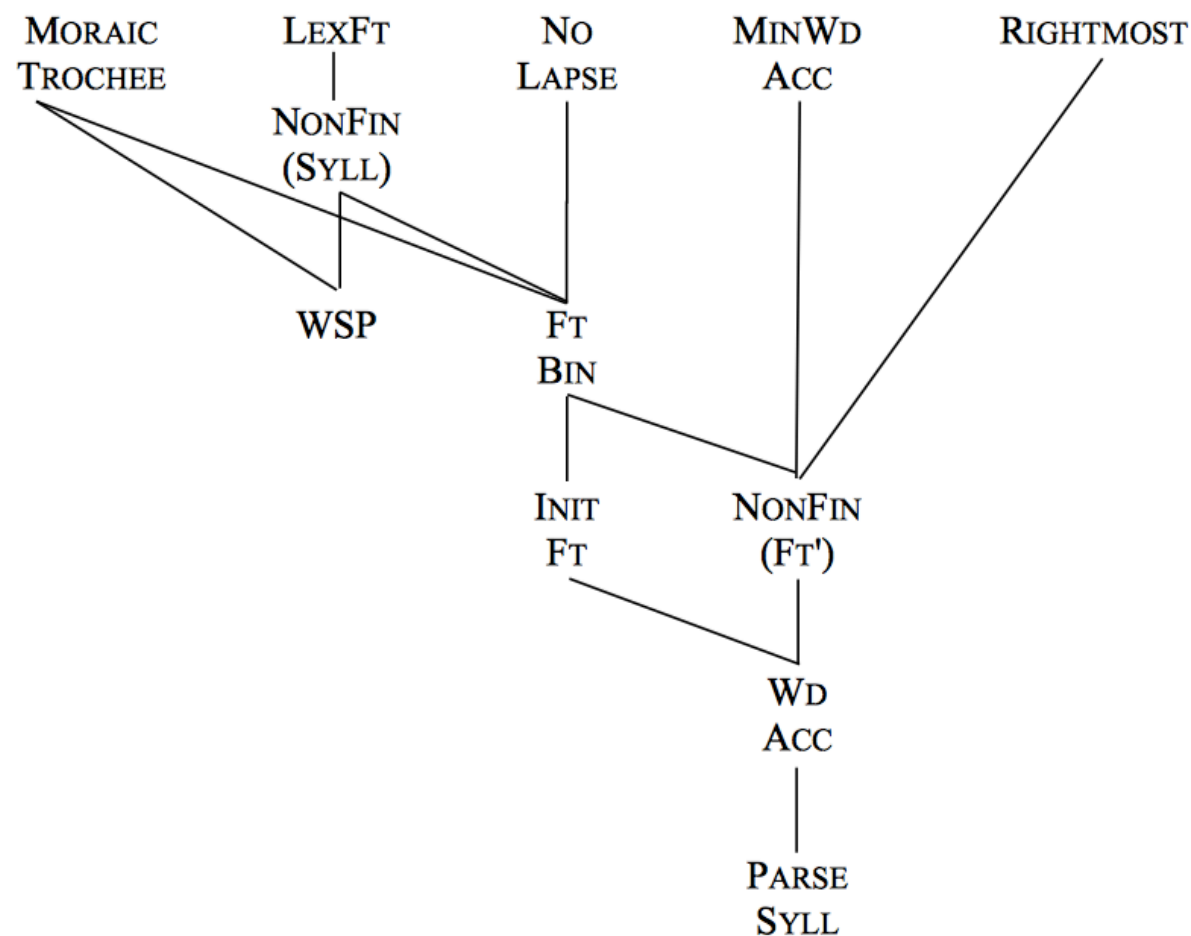 MORAIC
TROCHEE
LEXFT
NO
LAPSE
MINWD
ACC
RIGHTMOST
NONFIN
(SYLL)
WSP
FT
BIN
INIT
FT
NONFIN
(FT')
WD
ACC
PARSE
SYLL